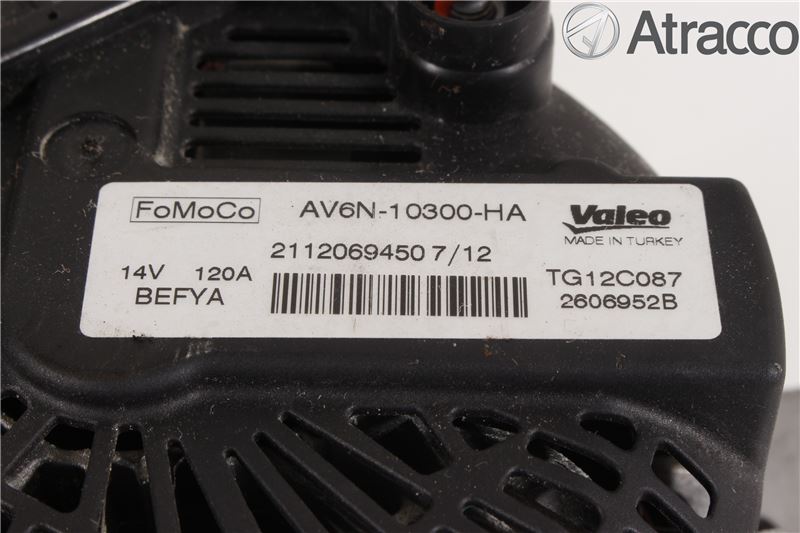 Atracco
FoMoCo AV6N-10300-HA Valeo
MADE IN TURKEY
2112069450 7/12
14V 120A TG12C087
BEFYA 2606952B